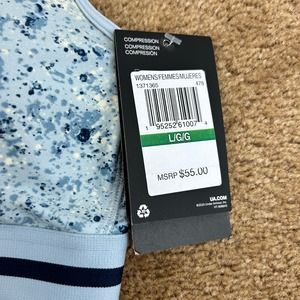 COMPRESSION
COMPRESSION
COMPRESIÓN
WOMENS/FEMMES/MUJERES
1371365 478
1 95252 61007 4
L/G/G
MSRP $55.00
UA.COM